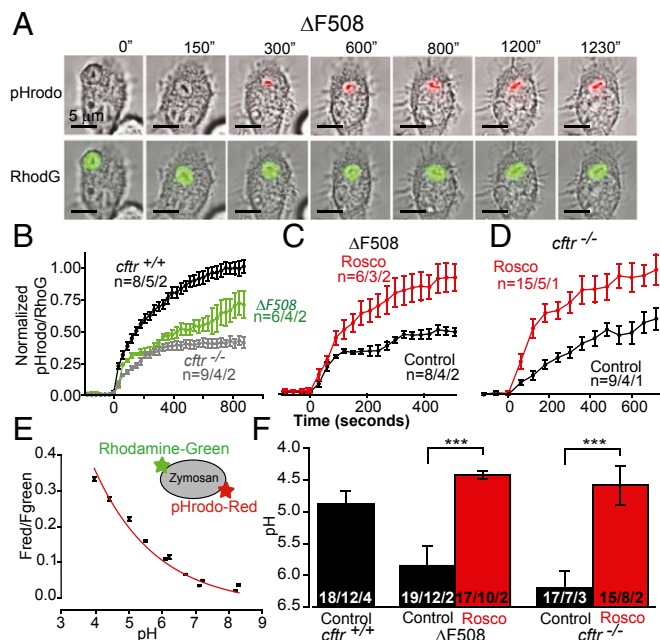 A
ΔF508
0" 150" 300" 600" 800" 1200" 1230"
pHrodo
5 μm
RhodG
B
Normalized
pHrodo/RhoG
1.00
0.75
0.50
0.25
0.00
cftr +/+
n=8/5/2
ΔF508
n=6/4/2
cftr -/-
n=9/4/2
0 400 800
C
ΔF508
Rosco
n=6/3/2
Control
n=8/4/2
0 200 400
D
cftr -/-
Rosco
n=15/5/1
Control
n=9/4/1
0 200 400 600
Time (seconds)
E
Fred/Fgreen
0.4
0.3
0.2
0.1
0
Rhodamine-Green
Zymosan
pHrodo-Red
3 4 5 6 7 8 9
pH
F
pH
4.0
4.5
5.0
5.5
6.0
6.5
*** ***
18/12/4 19/12/2 17/10/2 17/7/3 15/8/2
Control Control Rosco Control Rosco
cftr +/+ ΔF508 cftr -/-